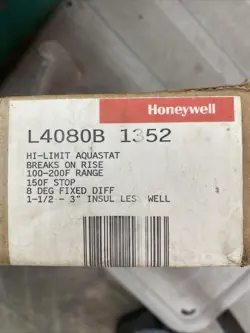 Honeywell
L4080B 1352
HI-LIMIT AQUASTAT
BREAKS ON RISE
100-200F RANGE
150F STOP
8 DEG FIXED DIFF
1-1/2 - 3" INSUL LESS WELL